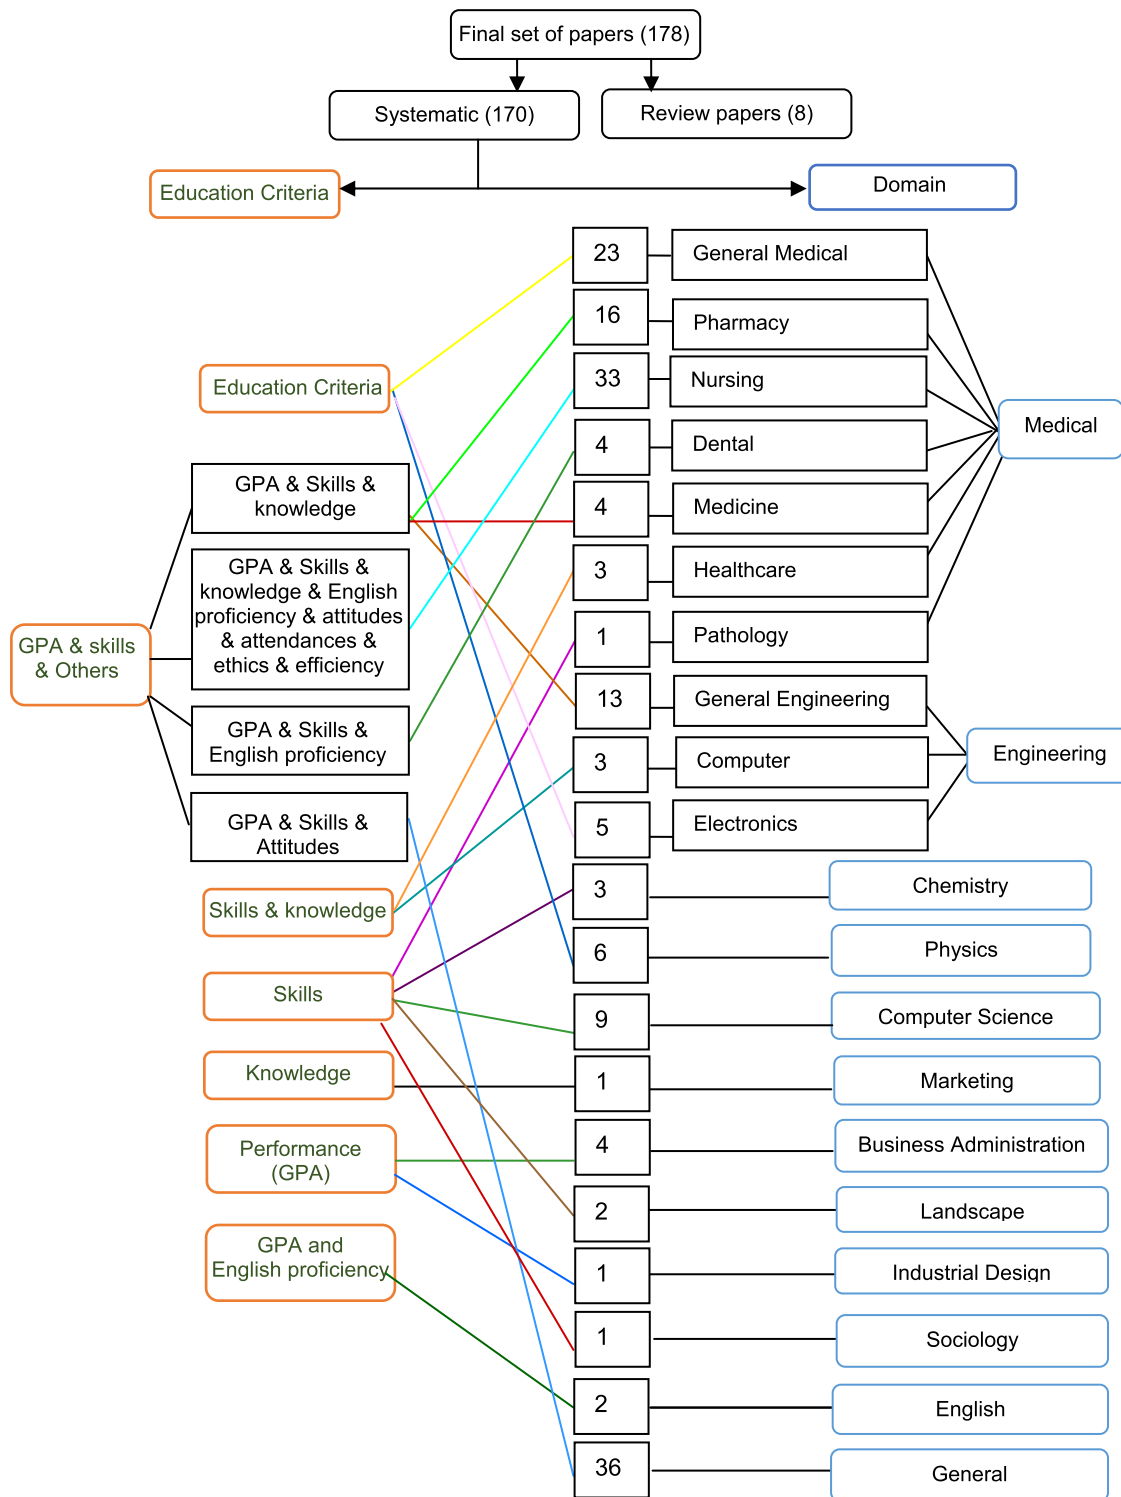 Final set of papers (178)
Systematic (170)
Review papers (8)
Education Criteria
Domain
23
General Medical
16
Pharmacy
33
Nursing
Education Criteria
4
Dental
Medical
GPA & Skills &
knowledge
4
Medicine
GPA & Skills &
knowledge & English
proficiency & attitudes
& attendances &
ethics & efficiency
3
Healthcare
1
Pathology
GPA & skills
& Others
13
General Engineering
GPA & Skills &
English proficiency
3
Computer
Engineering
GPA & Skills &
Attitudes
5
Electronics
Skills & knowledge
3
Chemistry
6
Physics
Skills
9
Computer Science
Knowledge
1
Marketing
Performance
(GPA)
4
Business Administration
2
Landscape
GPA and
English proficiency
1
Industrial Design
1
Sociology
2
English
36
General